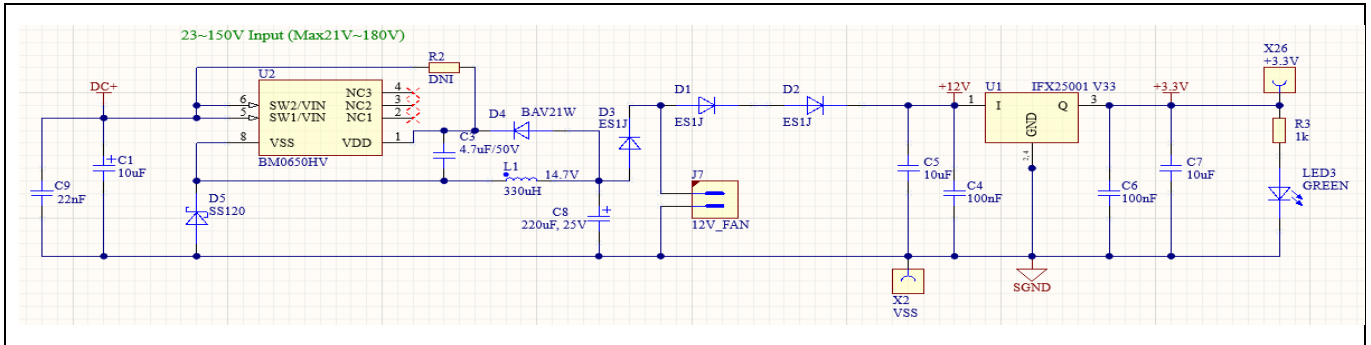 23~150V Input (Max21V~180V)
DC+
C9
22nF
C1
10uF
U2
6
5
8
SW2/VIN
SW1/VIN
VSS
NC3
NC2
NC1
VDD
4
3
2
1
BM0650HV
R2
DNI
D5
SS120
C3
4.7uF/50V
D4
BAV21W
L1
330uH
14.7V
C8
220uF, 25V
D3
ES1J
D1
ES1J
J7
12V_FAN
D2
ES1J
C5
10uF
X2
VSS
+12V
C4
100nF
U1
IFX25001 V33
1
I
Q
3
GND
2,4
SGND
C6
100nF
+3.3V
C7
10uF
X26
+3.3V
R3
1k
LED3
GREEN